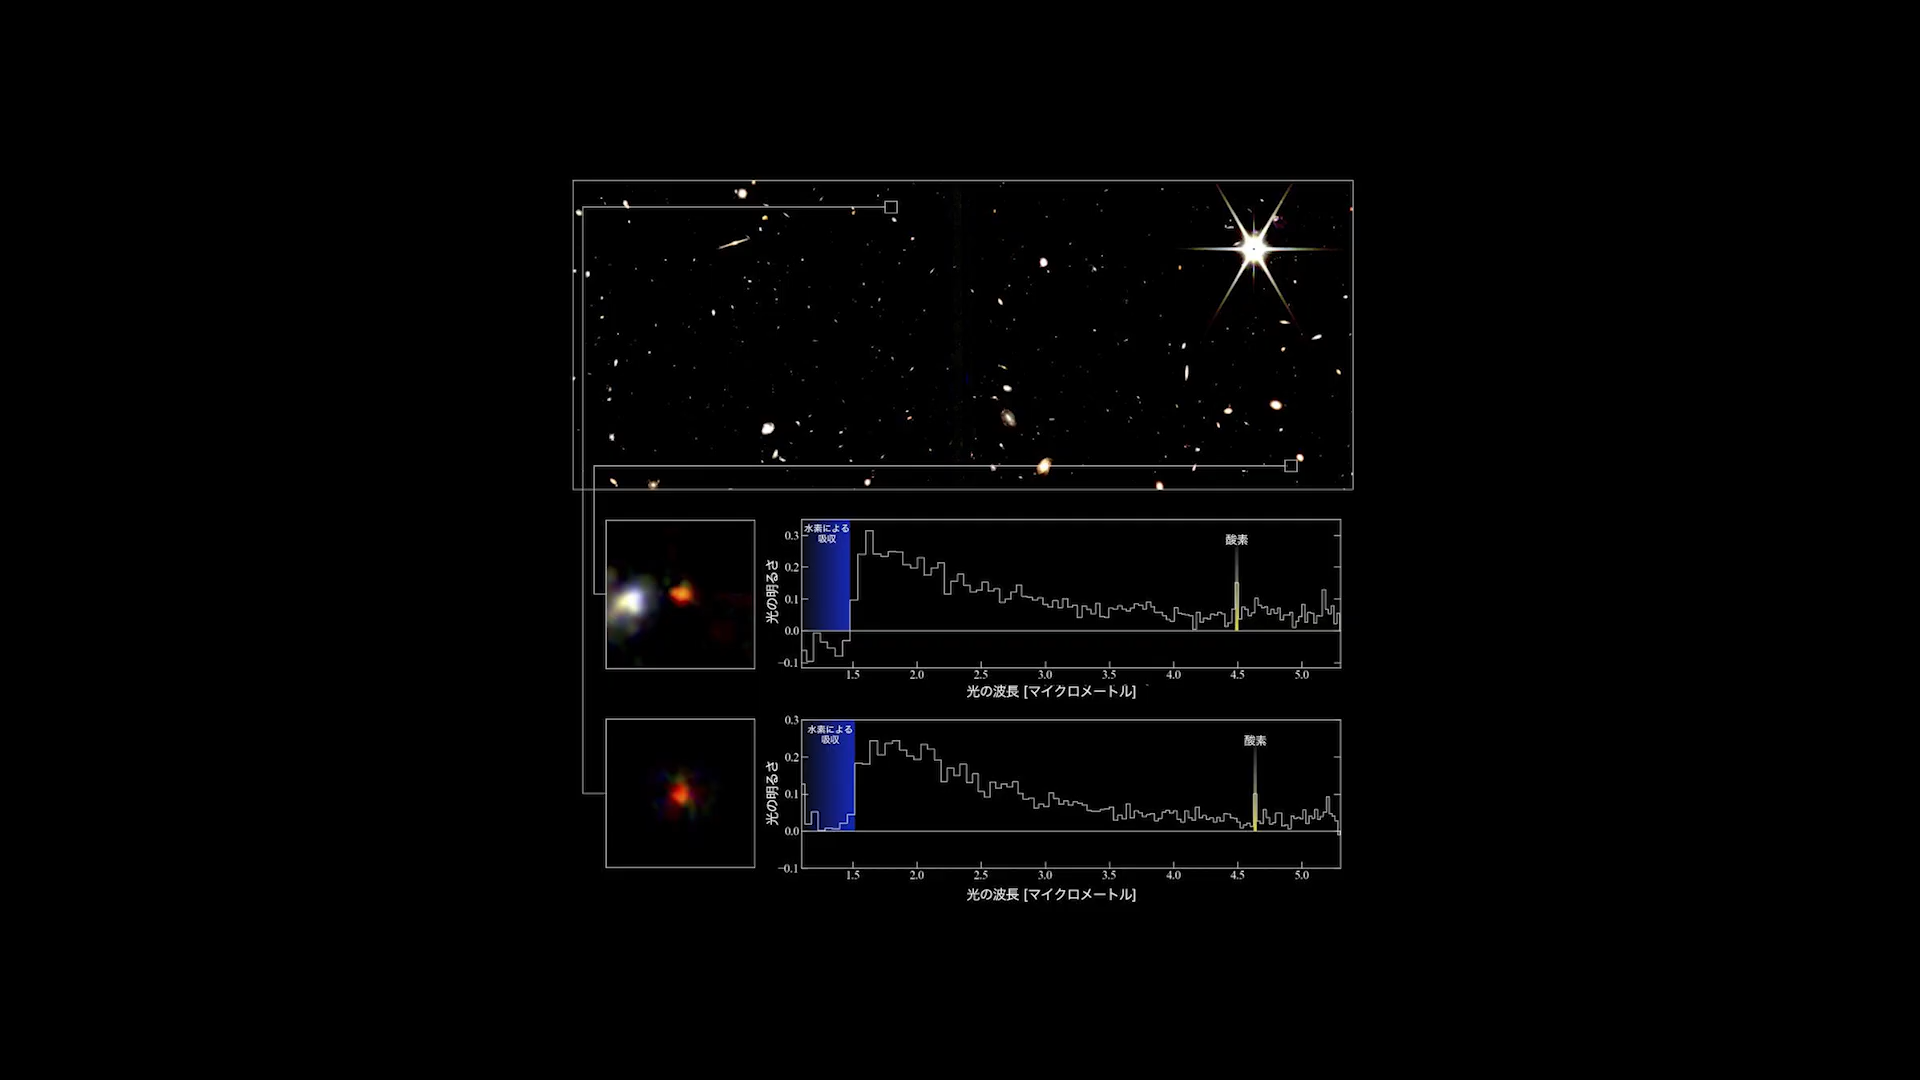 水素による
吸収
酸素
光の明るさ
0.3
0.2
0.1
0.0
−0.1
1.5 2.0 2.5 3.0 3.5 4.0 4.5 5.0
光の波長 [マイクロメートル]
水素による
吸収
酸素
光の明るさ
0.3
0.2
0.1
0.0
−0.1
1.5 2.0 2.5 3.0 3.5 4.0 4.5 5.0
光の波長 [マイクロメートル]